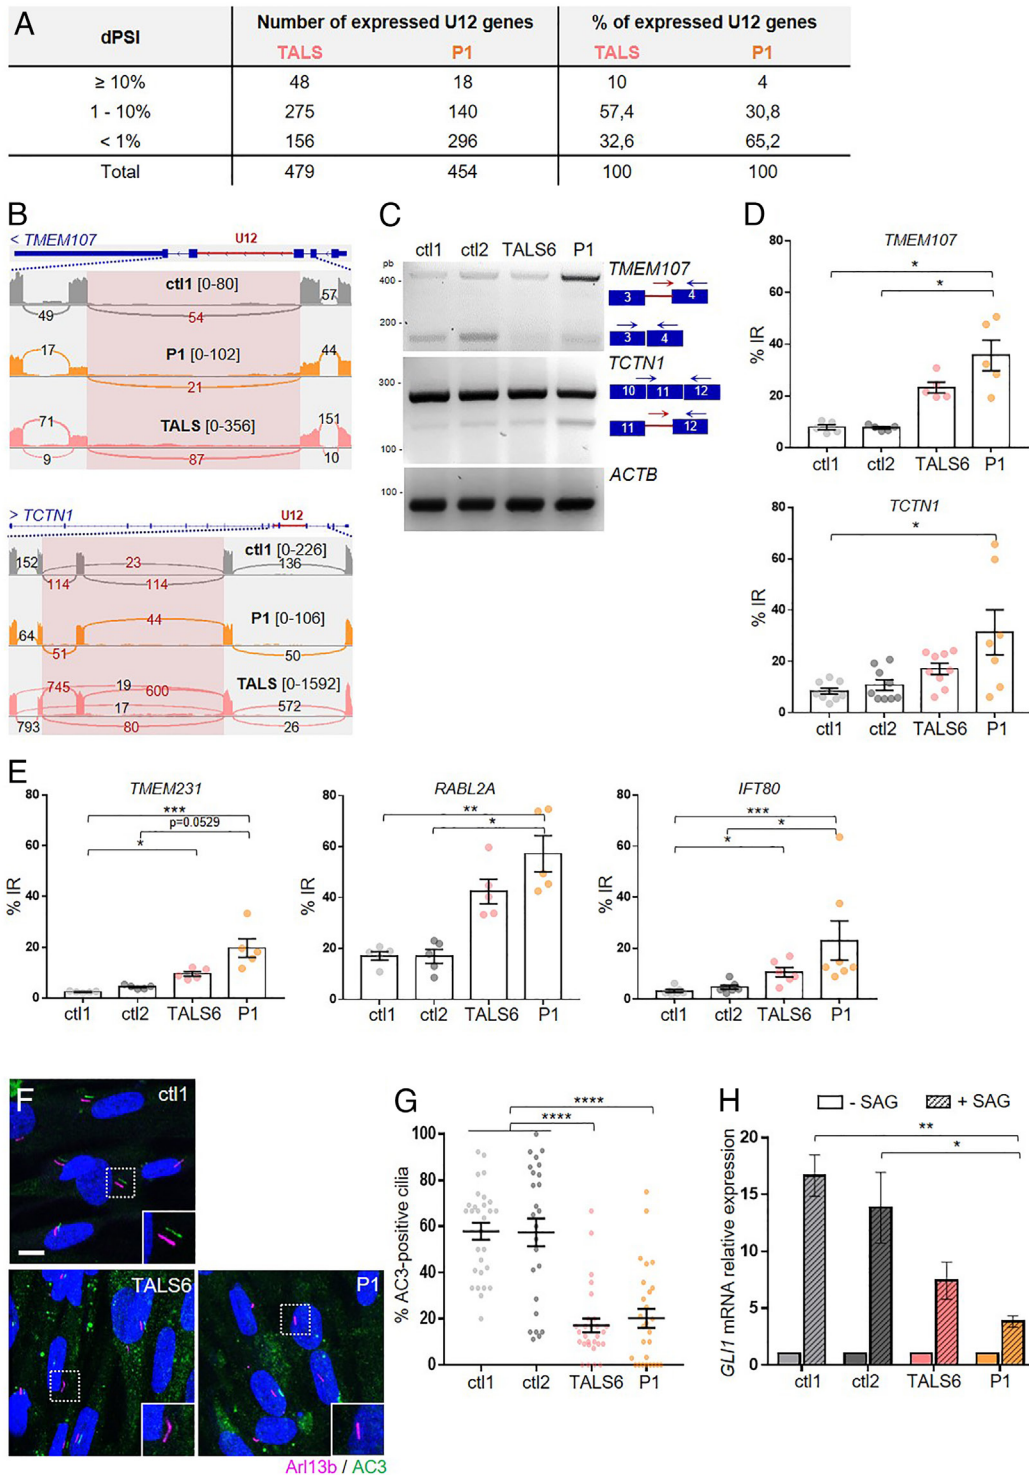 A
dPSI
Number of expressed U12 genes
% of expressed U12 genes
TALS P1 TALS P1
≥ 10% 48 18 10 4
1 - 10% 275 140 57,4 30,8
< 1% 156 296 32,6 65,2
Total 479 454 100 100
B
< TMEM107
U12
ctl1 [0-80]
49 54 57
P1 [0-102]
17 21 44
TALS [0-356]
71 151
9 87 10
> TCTN1
U12
ctl1 [0-226]
152 23 136
114 114
P1 [0-106]
64 44
51 50
TALS [0-1592]
745 19 600 572
17
793 80 26
C
ctl1 ctl2 TALS6 P1
pb
400 -
200 -
TMEM107
3 4
3 4
300 -
100 -
TCTN1
10 11 12
11 12
100 -
ACTB
D
TMEM107
% IR
80
60
40
20
0
*
*
ctl1 ctl2 TALS6 P1
TCTN1
% IR
80
60
40
20
0
*
ctl1 ctl2 TALS6 P1
E
TMEM231
% IR
80
60
40
20
0
***
p=0.0529
*
ctl1 ctl2 TALS6 P1
RABL2A
% IR
80
60
40
20
0
**
*
ctl1 ctl2 TALS6 P1
IFT80
% IR
80
60
40
20
0
***
*
*
ctl1 ctl2 TALS6 P1
F
ctl1
TALS6
P1
Arl13b / AC3
G
% AC3-positive cilia
100
80
60
40
20
0
****
****
ctl1 ctl2 TALS6 P1
H
- SAG + SAG
GLI1 mRNA relative expression
20
15
10
5
0
**
*
ctl1 ctl2 TALS6 P1